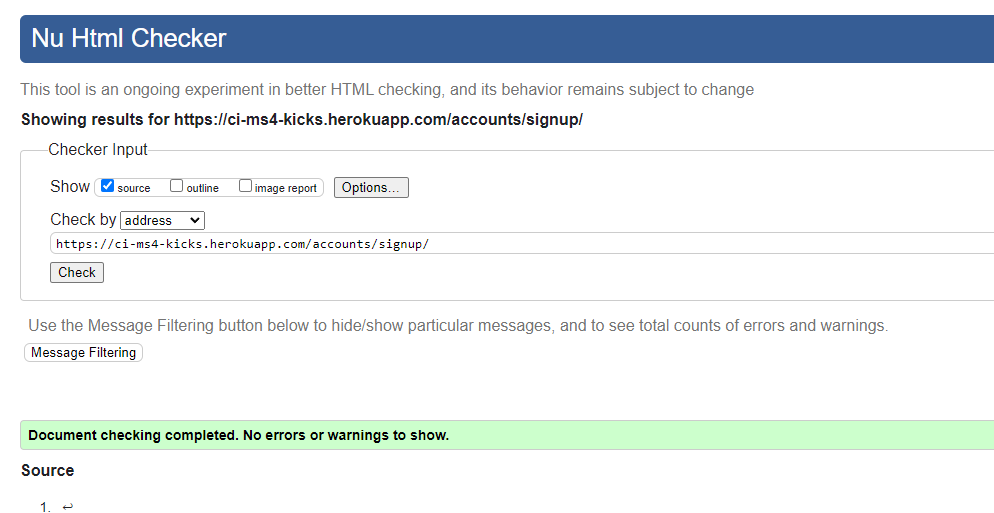 Nu Html Checker
This tool is an ongoing experiment in better HTML checking, and its behavior remains subject to change
Showing results for https://ci-ms4-kicks.herokuapp.com/accounts/signup/
Checker Input
Show source outline image report Options...
Check by address
https://ci-ms4-kicks.herokuapp.com/accounts/signup/
Check
Use the Message Filtering button below to hide/show particular messages, and to see total counts of errors and warnings.
Message Filtering
Document checking completed. No errors or warnings to show.
Source
1. ↩